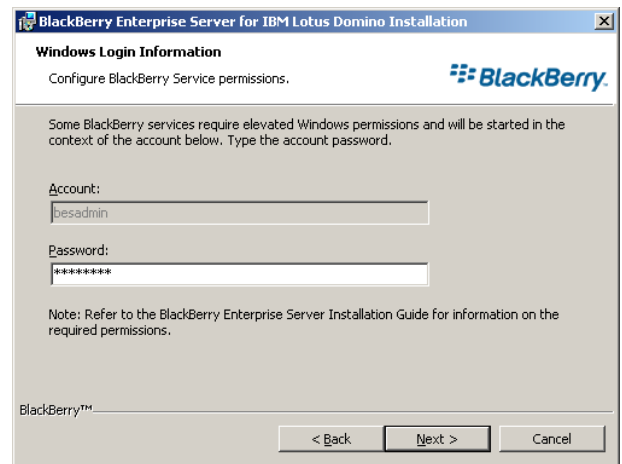 BlackBerry Enterprise Server for IBM Lotus Domino Installation
Windows Login Information
Configure BlackBerry Service permissions.
BlackBerry.
Some BlackBerry services require elevated Windows permissions and will be started in the
context of the account below. Type the account password.
Account:
besadmin
Password:
********
Note: Refer to the BlackBerry Enterprise Server Installation Guide for information on the
required permissions.
BlackBerry™
< Back
Next >
Cancel